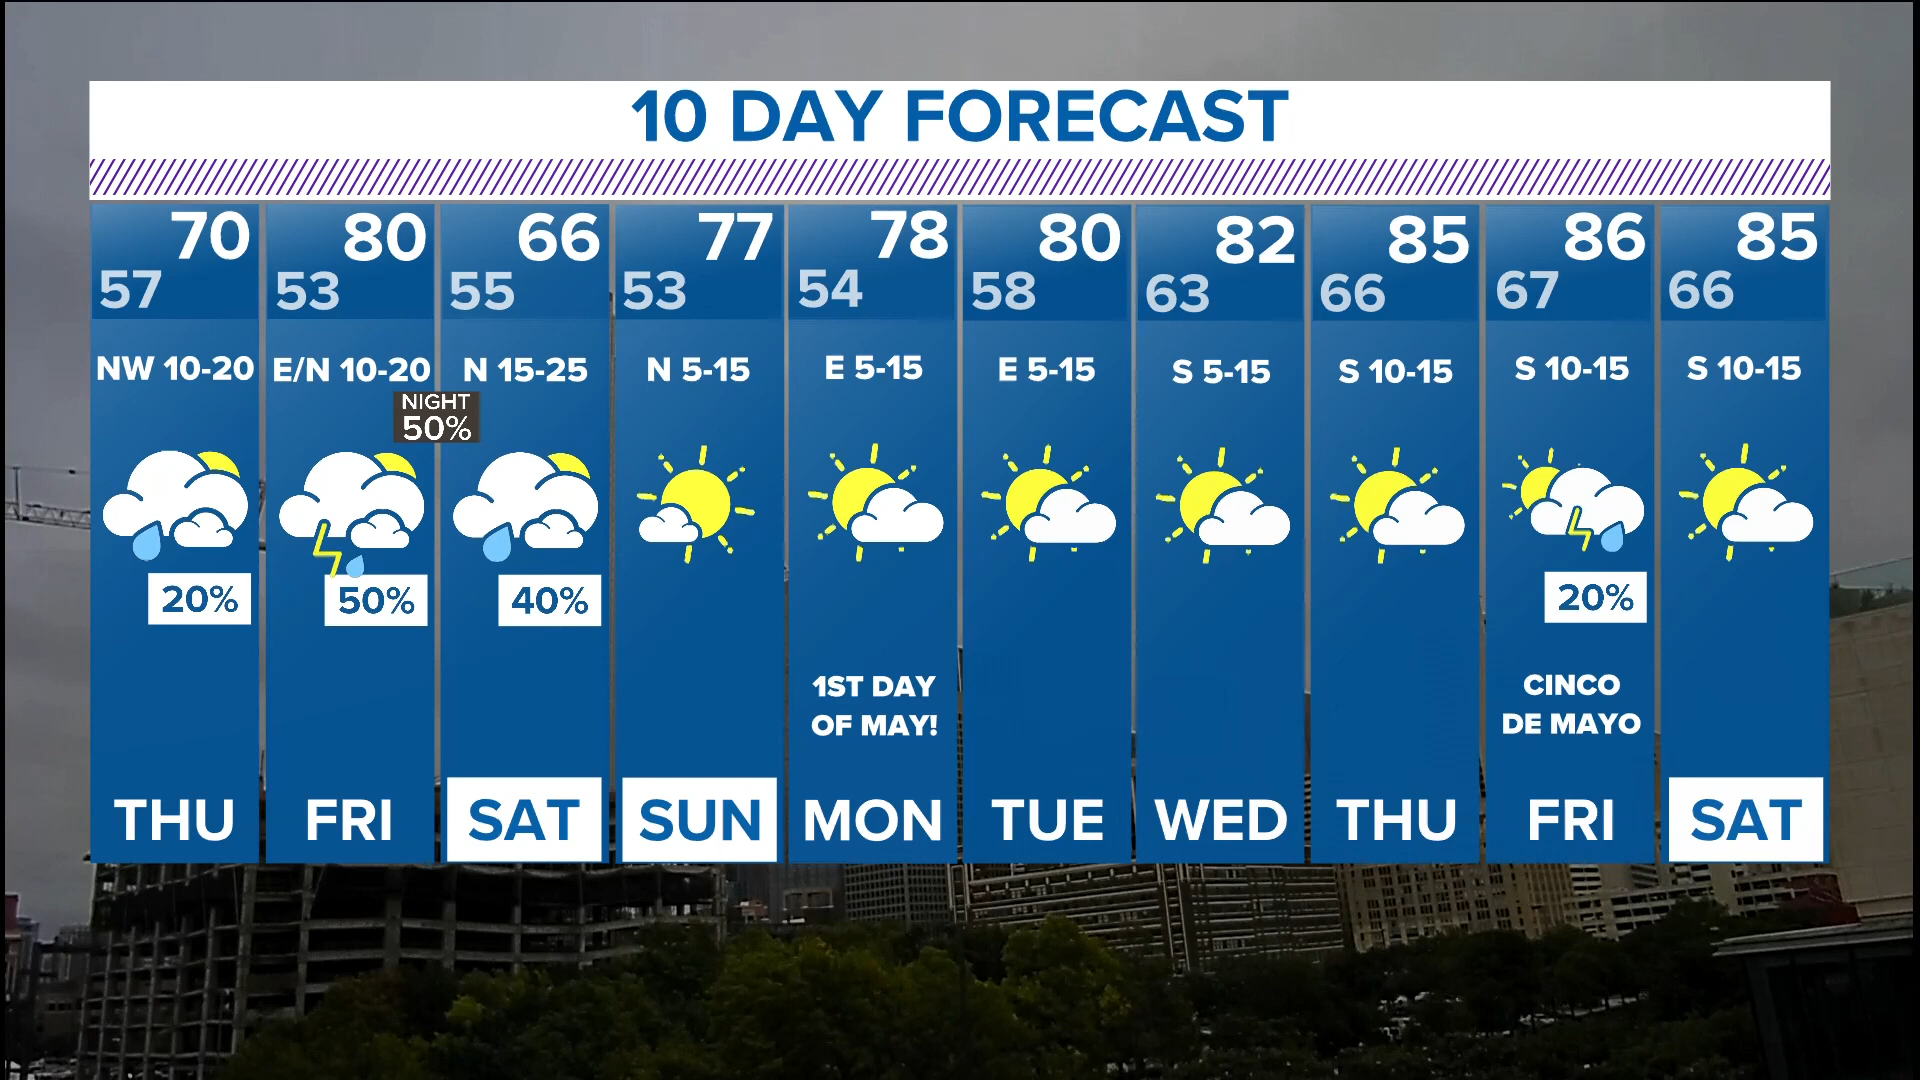 10 DAY FORECAST
70 80 66 77 78 80 82 85 86 85
57 53 55 53 54 58 63 66 67 66
NW 10-20 E/N 10-20 N 15-25 N 5-15 E 5-15 E 5-15 S 5-15 S 10-15 S 10-15 S 10-15
NIGHT
50%
20% 50% 40% 20%
1ST DAY
OF MAY!
CINCO
DE MAYO
THU FRI SAT SUN MON TUE WED THU FRI SAT